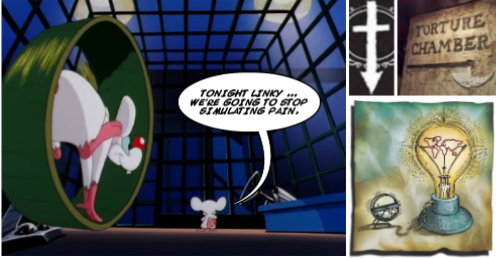 TONIGHT LINKY ...
WE'RE GOING TO STOP
SIMULATING PAIN.
TORTURE
CHAMBER